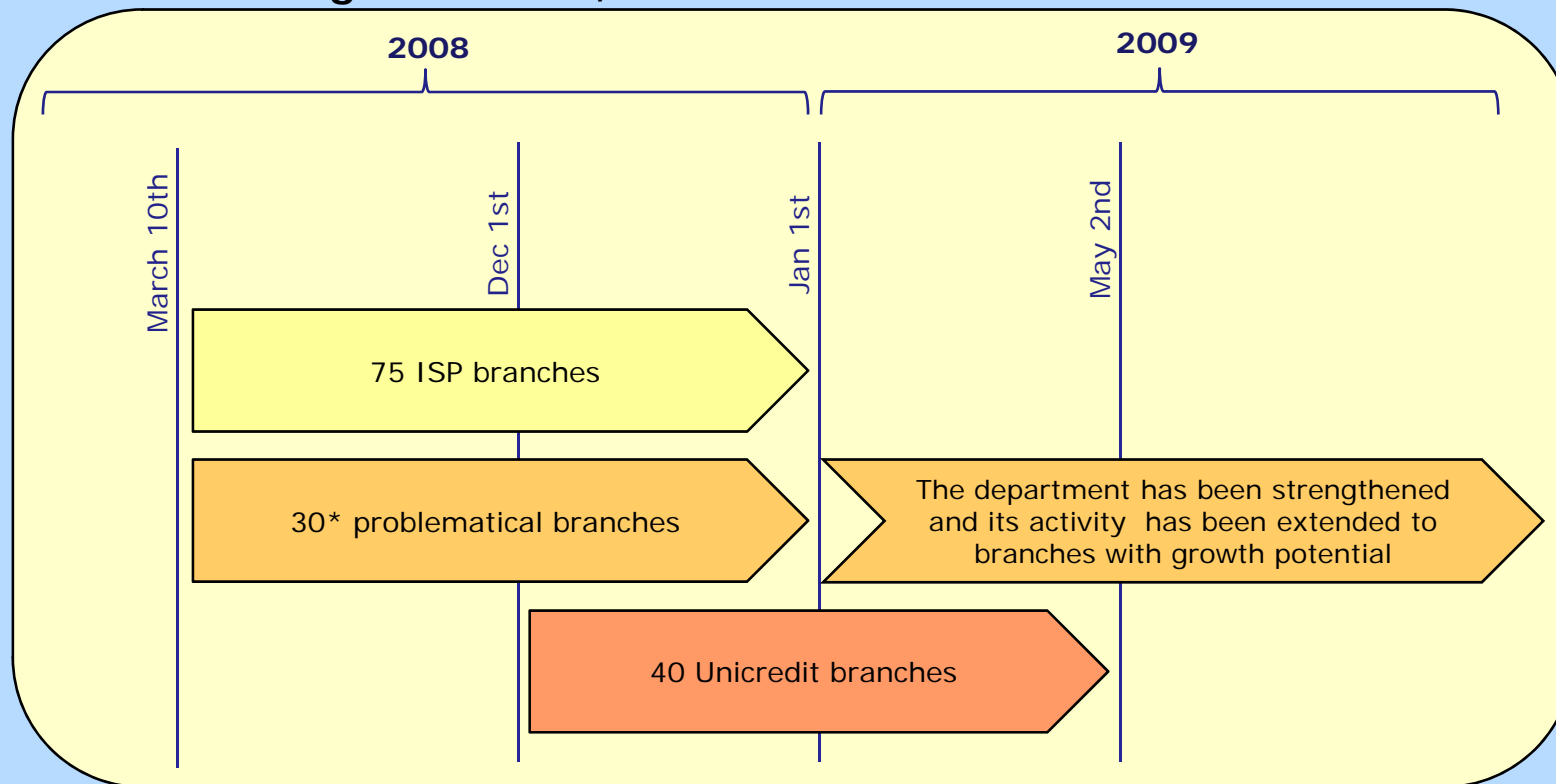 2008
2009
March 10th
Dec 1st
Jan 1st
May 2nd
75 ISP branches
30* problematical branches
The department has been strengthened
and its activity has been extended to
branches with growth potential
40 Unicredit branches